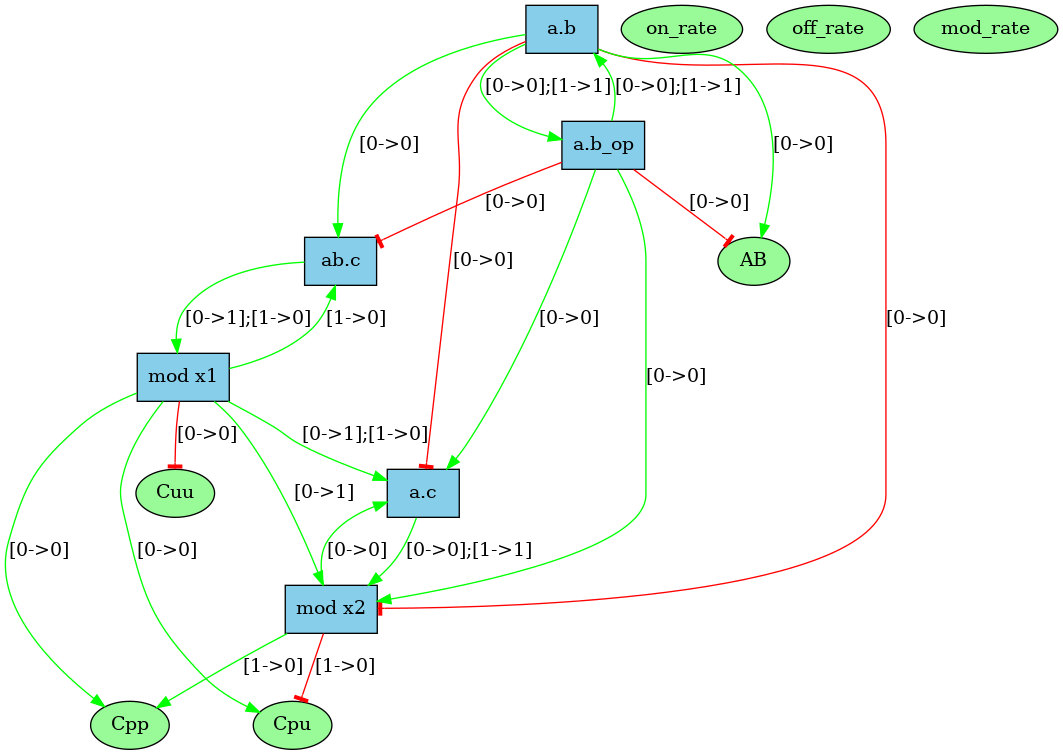 a.b on_rate off_rate mod_rate
[0->0];[1->1] [0->0];[1->1]
[0->0] a.b_op [0->0]
[0->0] [0->0]
ab.c [0->0] AB
[0->1];[1->0] [1->0] [0->0] [0->0]
mod x1 [0->0]
[0->0] [0->1];[1->0]
Cuu [0->1] a.c
[0->0] [0->0] [0->0] [0->0];[1->1]
mod x2
[1->0] [1->0]
Cpp Cpu